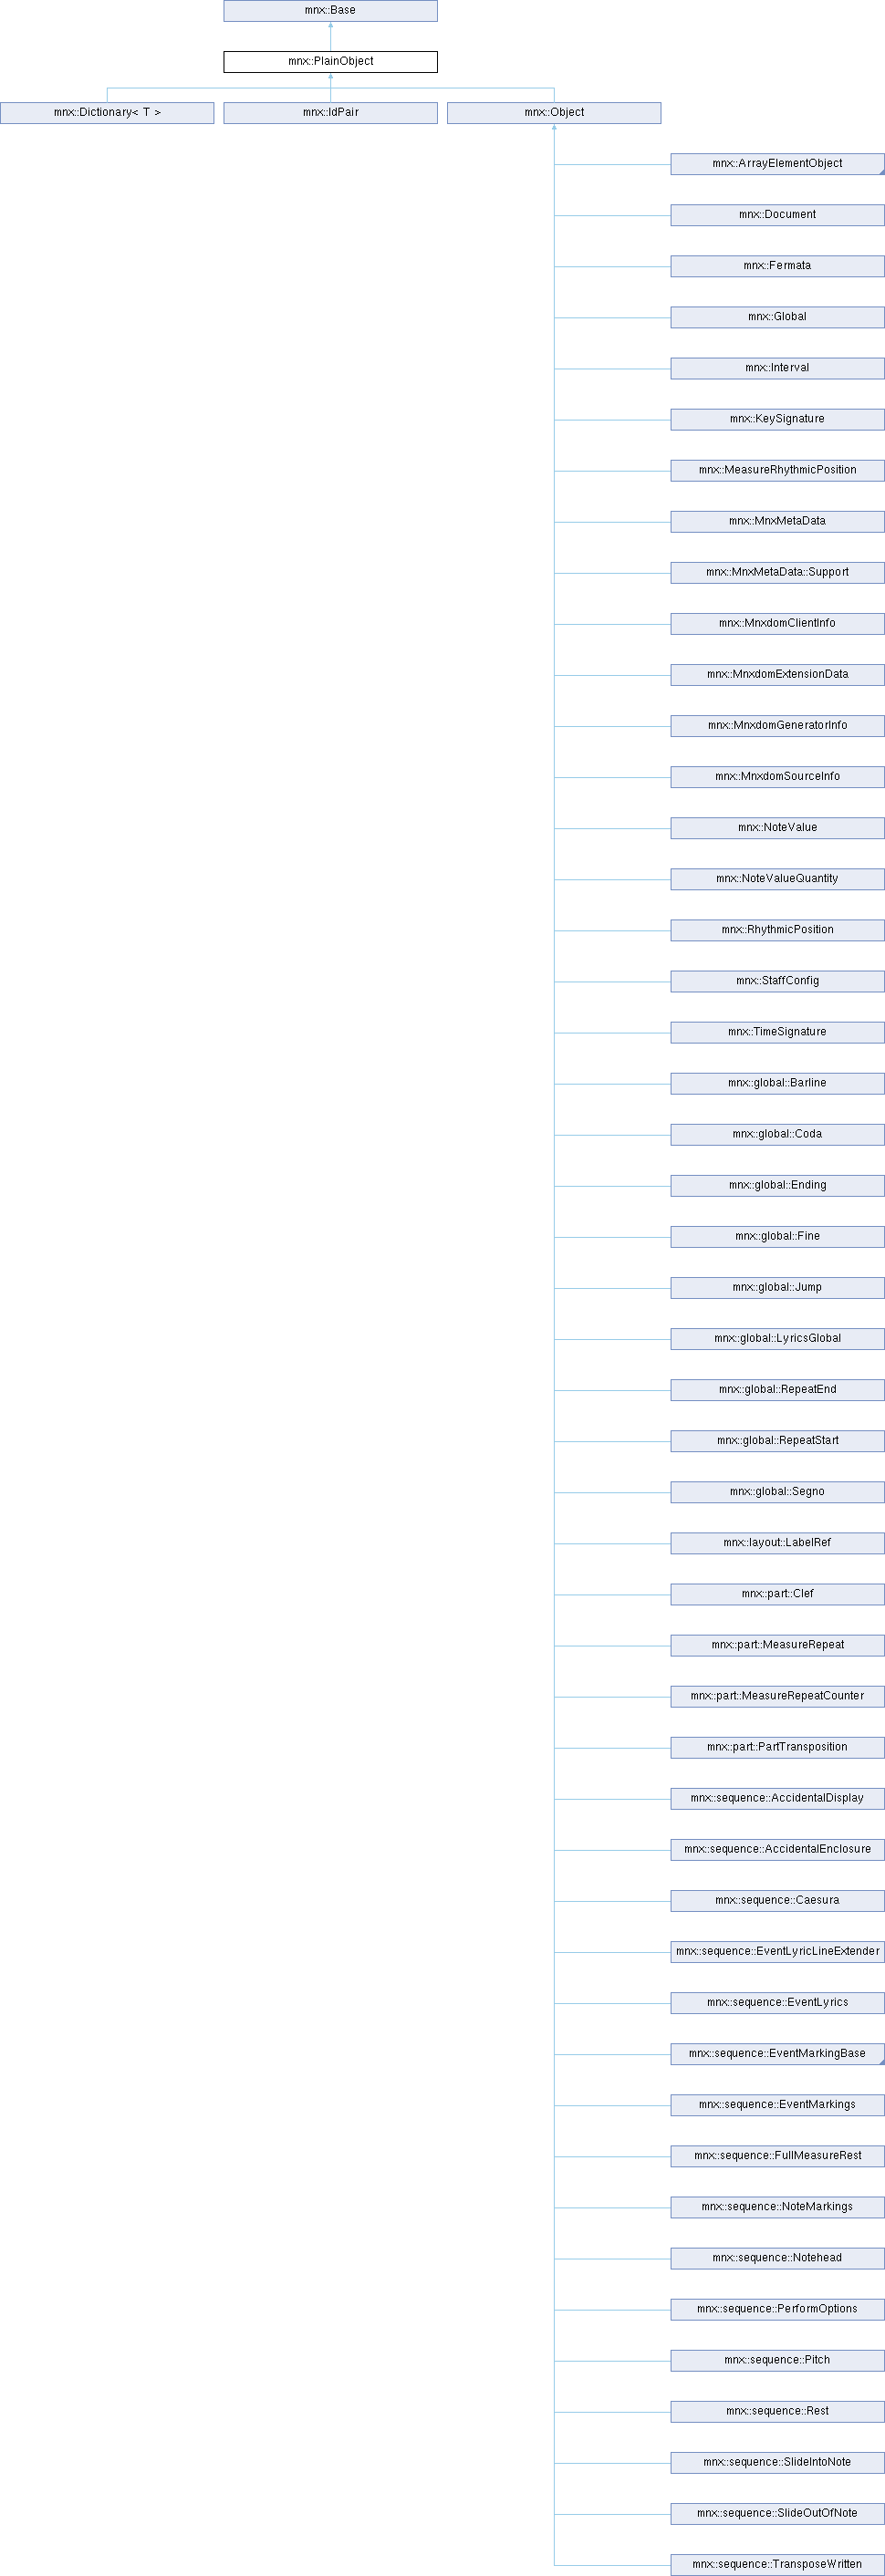 mnx::Base
mnx::PlainObject
mnx::Dictionary< T >
mnx::IdPair
mnx::Object
mnx::ArrayElementObject
mnx::Document
mnx::Fermata
mnx::Global
mnx::Interval
mnx::KeySignature
mnx::MeasureRhythmicPosition
mnx::MnxMetaData
mnx::MnxMetaData::Support
mnx::MnxdomClientInfo
mnx::MnxdomExtensionData
mnx::MnxdomGeneratorInfo
mnx::MnxdomSourceInfo
mnx::NoteValue
mnx::NoteValueQuantity
mnx::RhythmicPosition
mnx::StaffConfig
mnx::TimeSignature
mnx::global::Barline
mnx::global::Coda
mnx::global::Ending
mnx::global::Fine
mnx::global::Jump
mnx::global::LyricsGlobal
mnx::global::RepeatEnd
mnx::global::RepeatStart
mnx::global::Segno
mnx::layout::LabelRef
mnx::part::Clef
mnx::part::MeasureRepeat
mnx::part::MeasureRepeatCounter
mnx::part::PartTransposition
mnx::sequence::AccidentalDisplay
mnx::sequence::AccidentalEnclosure
mnx::sequence::Caesura
mnx::sequence::EventLyricLineExtender
mnx::sequence::EventLyrics
mnx::sequence::EventMarkingBase
mnx::sequence::EventMarkings
mnx::sequence::FullMeasureRest
mnx::sequence::NoteMarkings
mnx::sequence::Notehead
mnx::sequence::PerformOptions
mnx::sequence::Pitch
mnx::sequence::Rest
mnx::sequence::SlideIntoNote
mnx::sequence::SlideOutOfNote
mnx::sequence::TransposeWritten